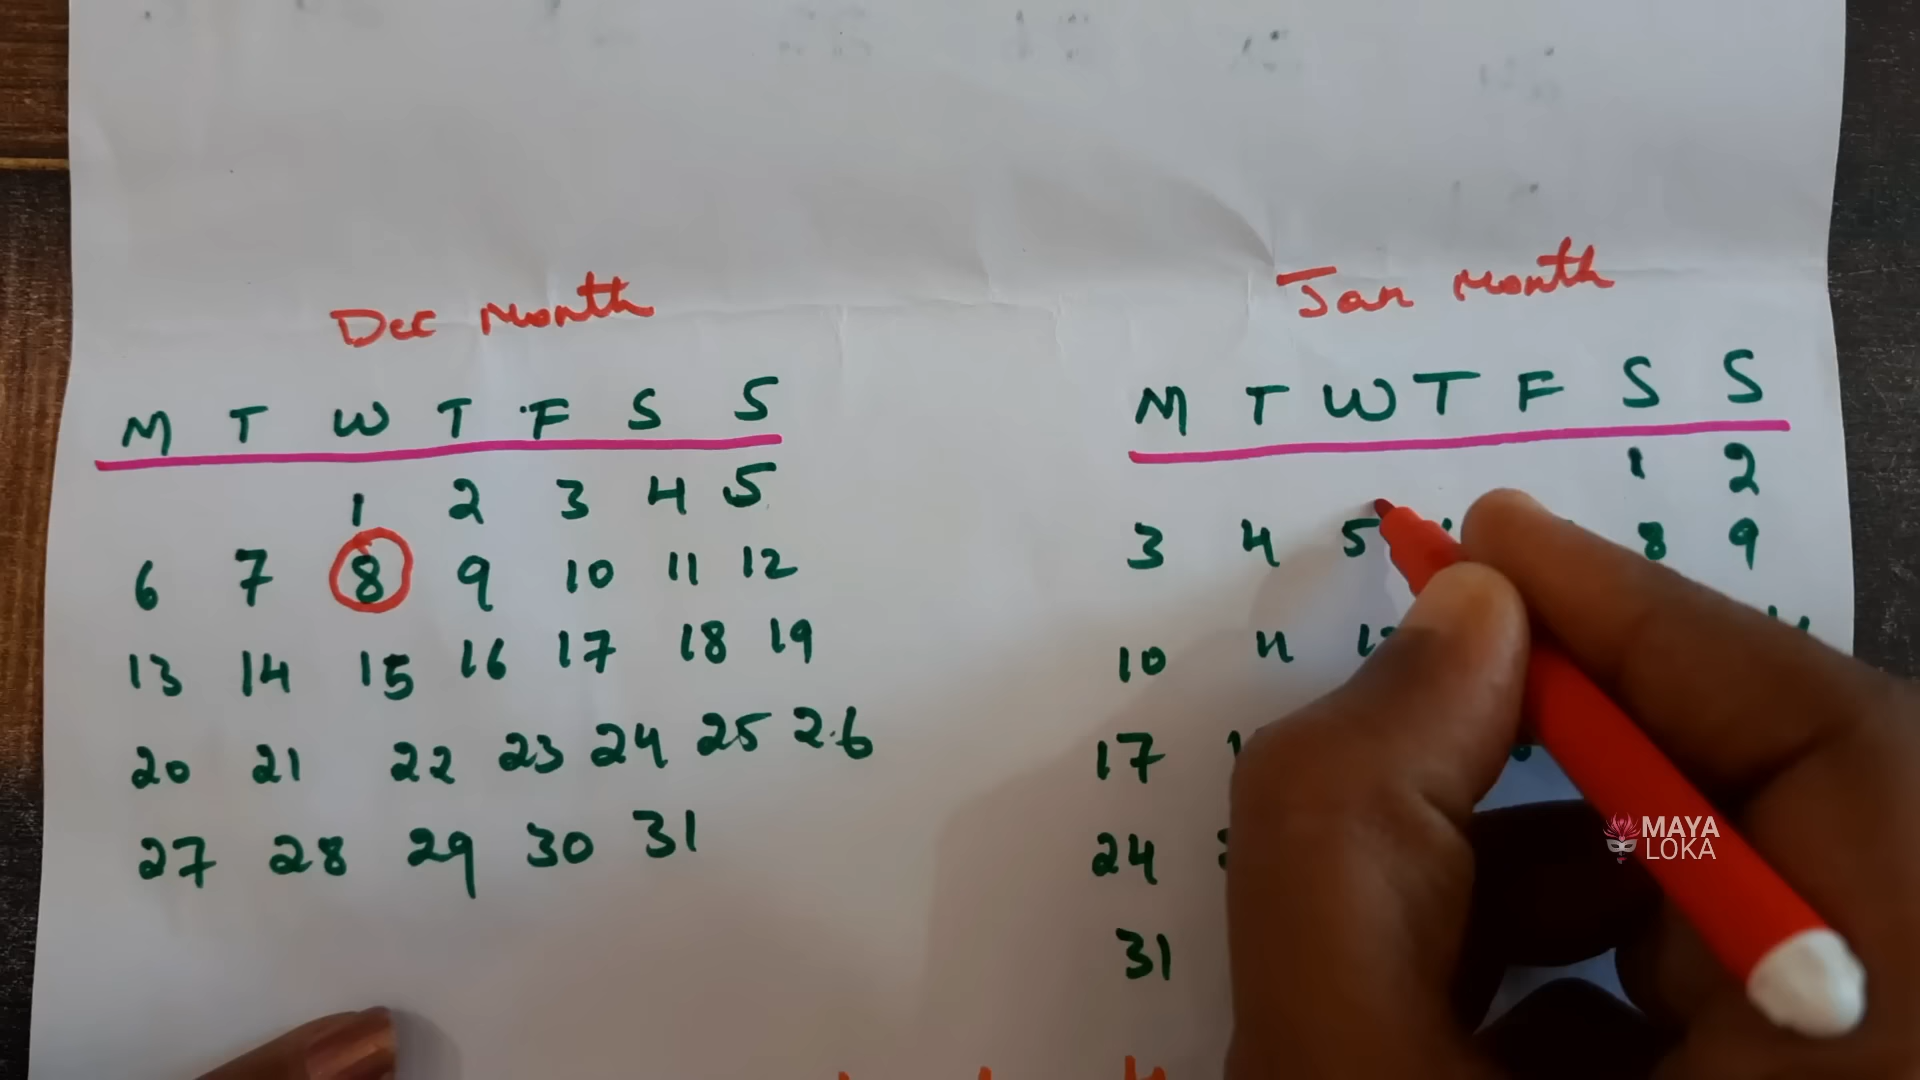 Dec Month
M T W T F S S
1 2 3 4 5
6 7 8 9 10 11 12
13 14 15 16 17 18 19
20 21 22 23 24 25 26
27 28 29 30 31
Jan Month
M T W T F S S
1 2
3 4 5 8 9
10 11
17
24
31
MAYA
LOKA